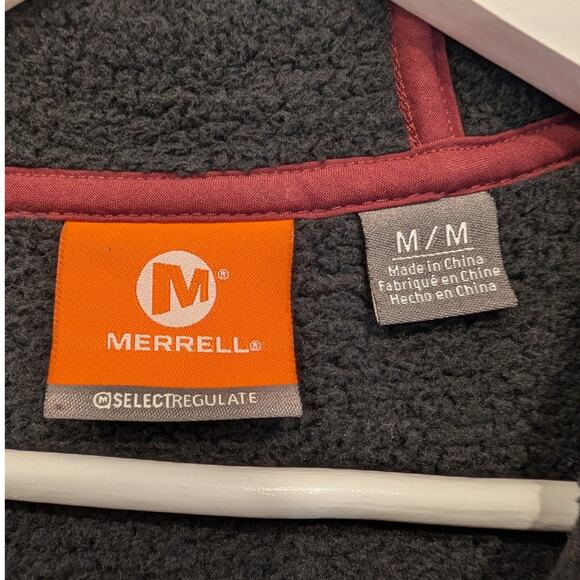 M®
MERRELL®
M SELECTREGULATE
M / M
Made in China
Fabriqué en Chine
Hecho en China